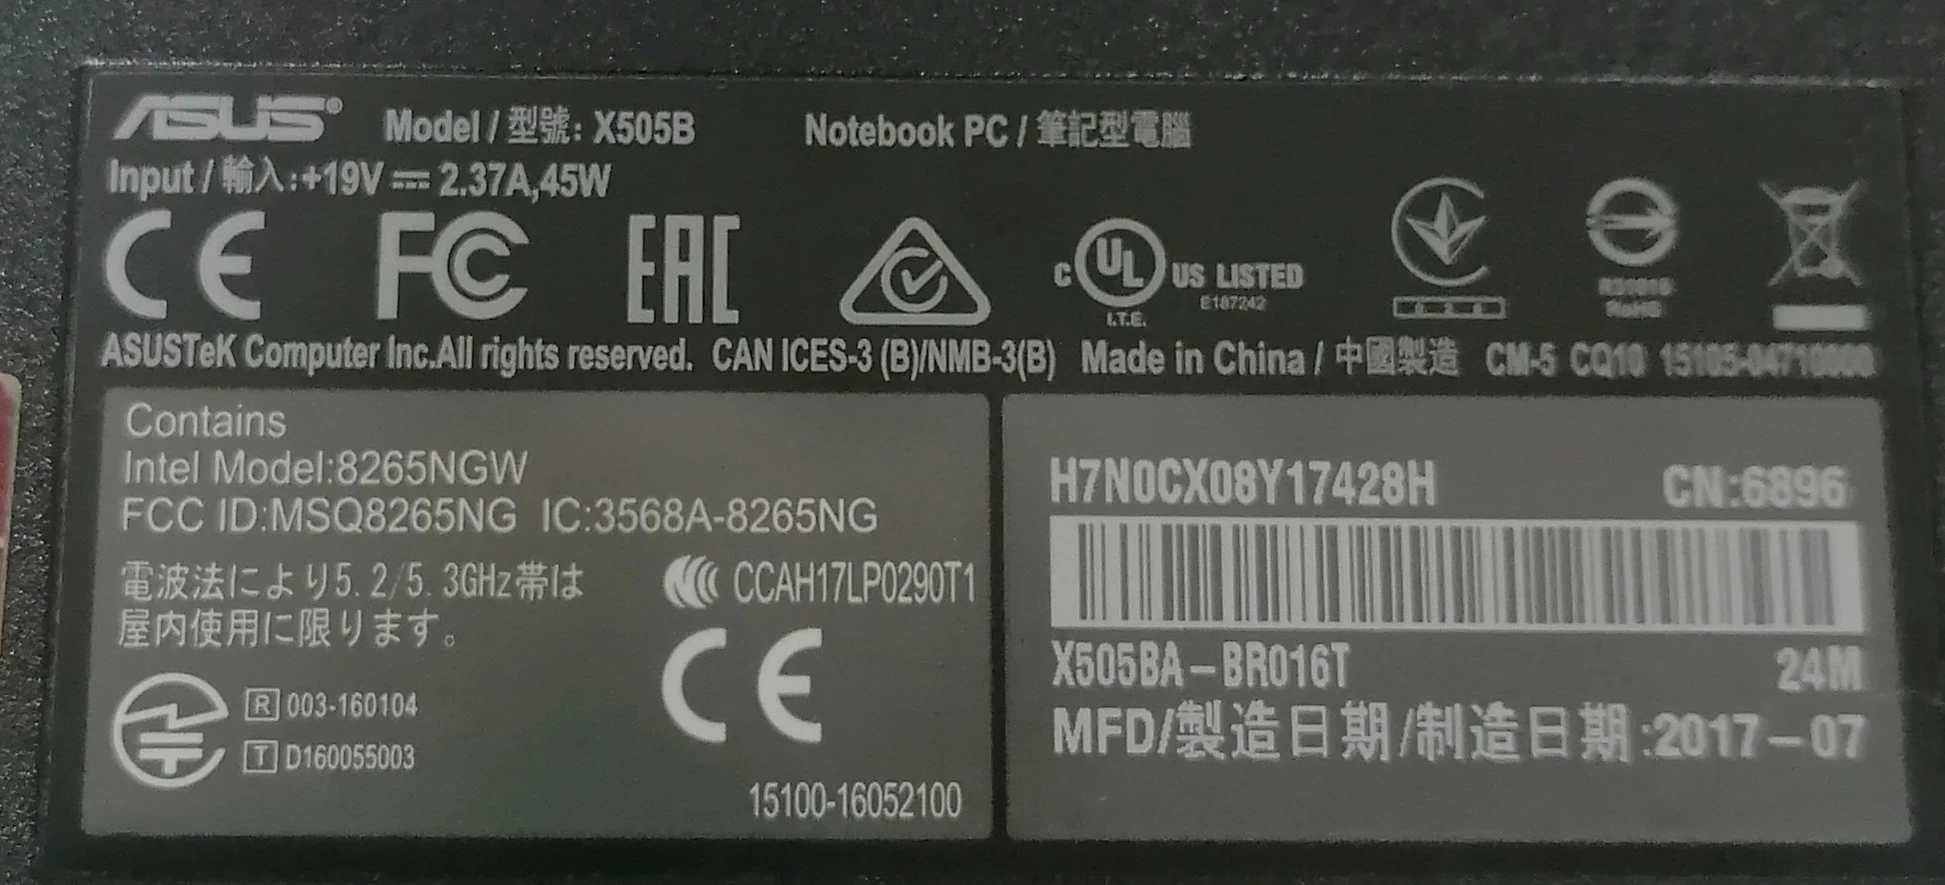 ASUS® Model / 型號: X505B Notebook PC / 筆記型電腦
Input / 輸入:+19V ⎓ 2.37A,45W
CE FC EAC
C UL US LISTED
E187242
I.T.E.
RoHS
ASUSTeK Computer Inc.All rights reserved. CAN ICES-3 (B)/NMB-3(B) Made in China / 中國製造 CM-5 CQ10 15105-04710000
Contains
Intel Model:8265NGW
FCC ID:MSQ8265NG IC:3568A-8265NG
電波法により5.2/5.3GHz帯は
屋内使用に限ります。
CCAH17LP0290T1
R 003-160104
T D160055003
CE
15100-16052100
H7N0CX08Y17428H CN:6896
X505BA-BR016T 24M
MFD/製造日期/制造日期:2017-07